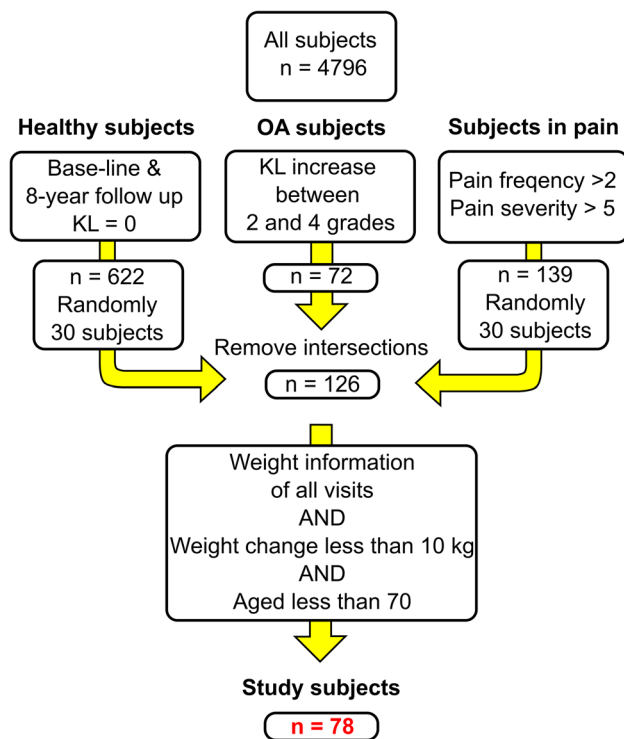 All subjects
n = 4796
Healthy subjects
Base-line &
8-year follow up
KL = 0
n = 622
Randomly
30 subjects
OA subjects
KL increase
between
2 and 4 grades
n = 72
Subjects in pain
Pain freqency >2
Pain severity > 5
n = 139
Randomly
30 subjects
Remove intersections
n = 126
Weight information
of all visits
AND
Weight change less than 10 kg
AND
Aged less than 70
Study subjects
n = 78